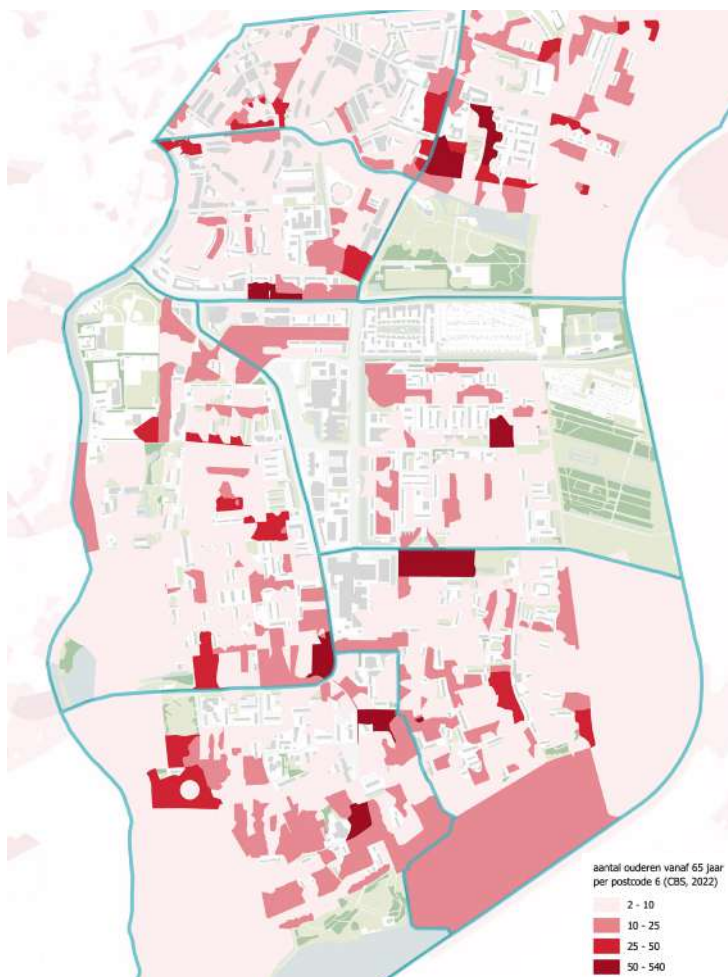 aantal ouderen vanaf 65 jaar
per postcode 6 (CBS, 2022)
2 - 10
10 - 25
25 - 50
50 - 540